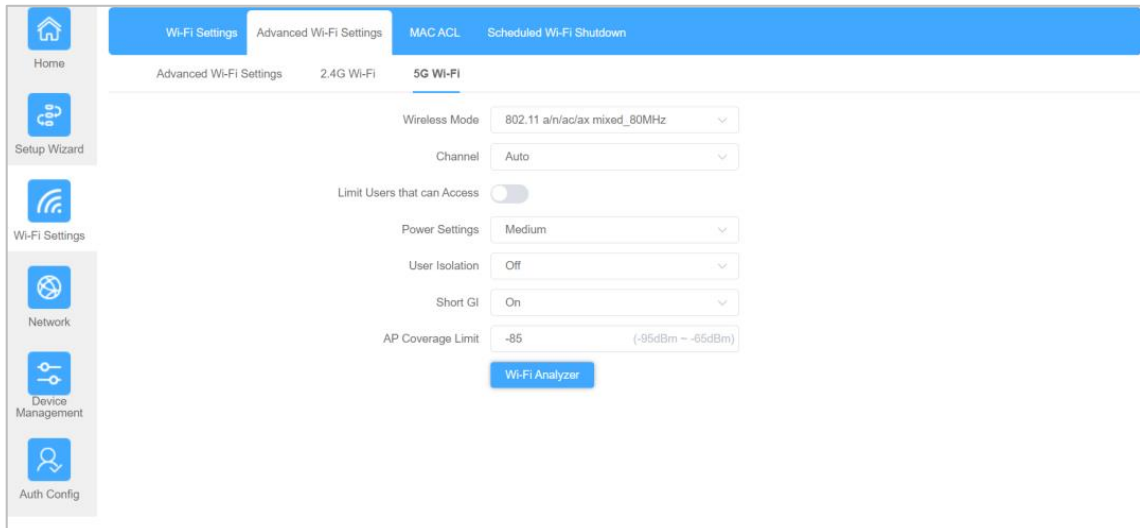 Home
Setup Wizard
Wi-Fi Settings
Network
Device
Management
Auth Config
Wi-Fi Settings Advanced Wi-Fi Settings MAC ACL Scheduled Wi-Fi Shutdown
Advanced Wi-Fi Settings 2.4G Wi-Fi 5G Wi-Fi
Wireless Mode 802.11 a/n/ac/ax mixed_80MHz
Channel Auto
Limit Users that can Access
Power Settings Medium
User Isolation Off
Short GI On
AP Coverage Limit -85 (-95dBm ~ -65dBm)
Wi-Fi Analyzer